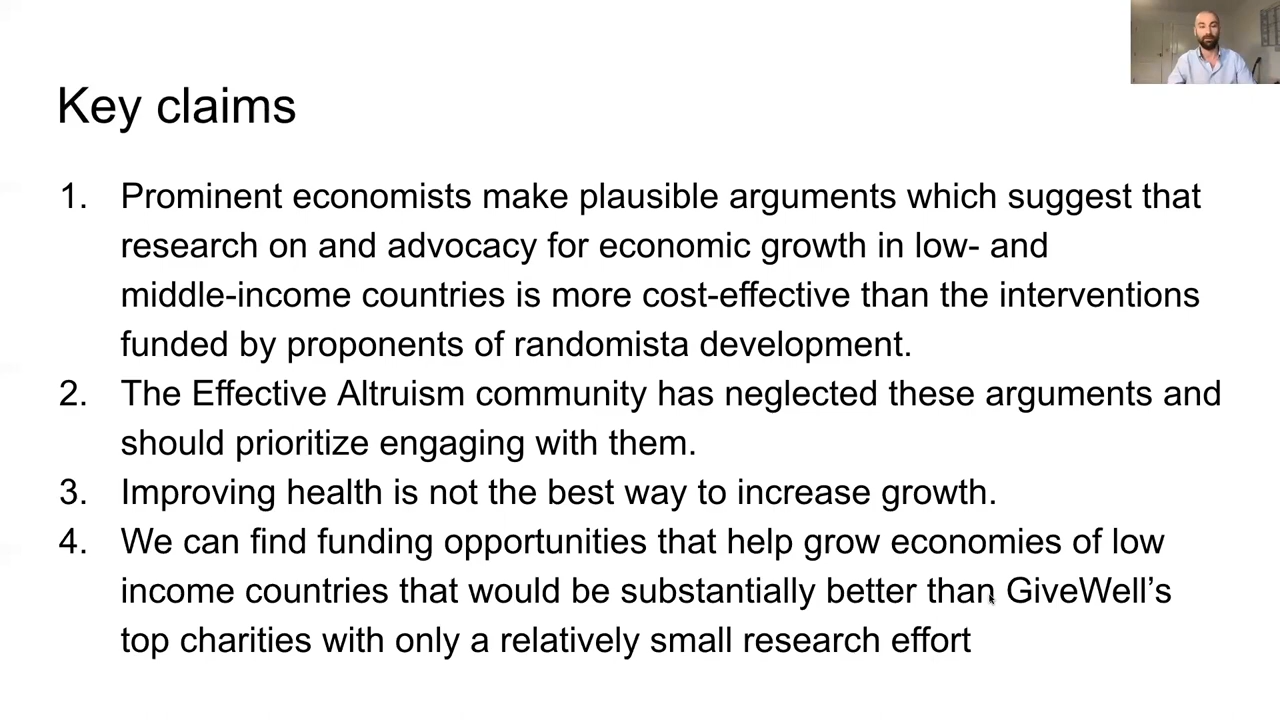 Key claims
1. Prominent economists make plausible arguments which suggest that
research on and advocacy for economic growth in low- and
middle-income countries is more cost-effective than the interventions
funded by proponents of randomista development.
2. The Effective Altruism community has neglected these arguments and
should prioritize engaging with them.
3. Improving health is not the best way to increase growth.
4. We can find funding opportunities that help grow economies of low
income countries that would be substantially better than GiveWell’s
top charities with only a relatively small research effort